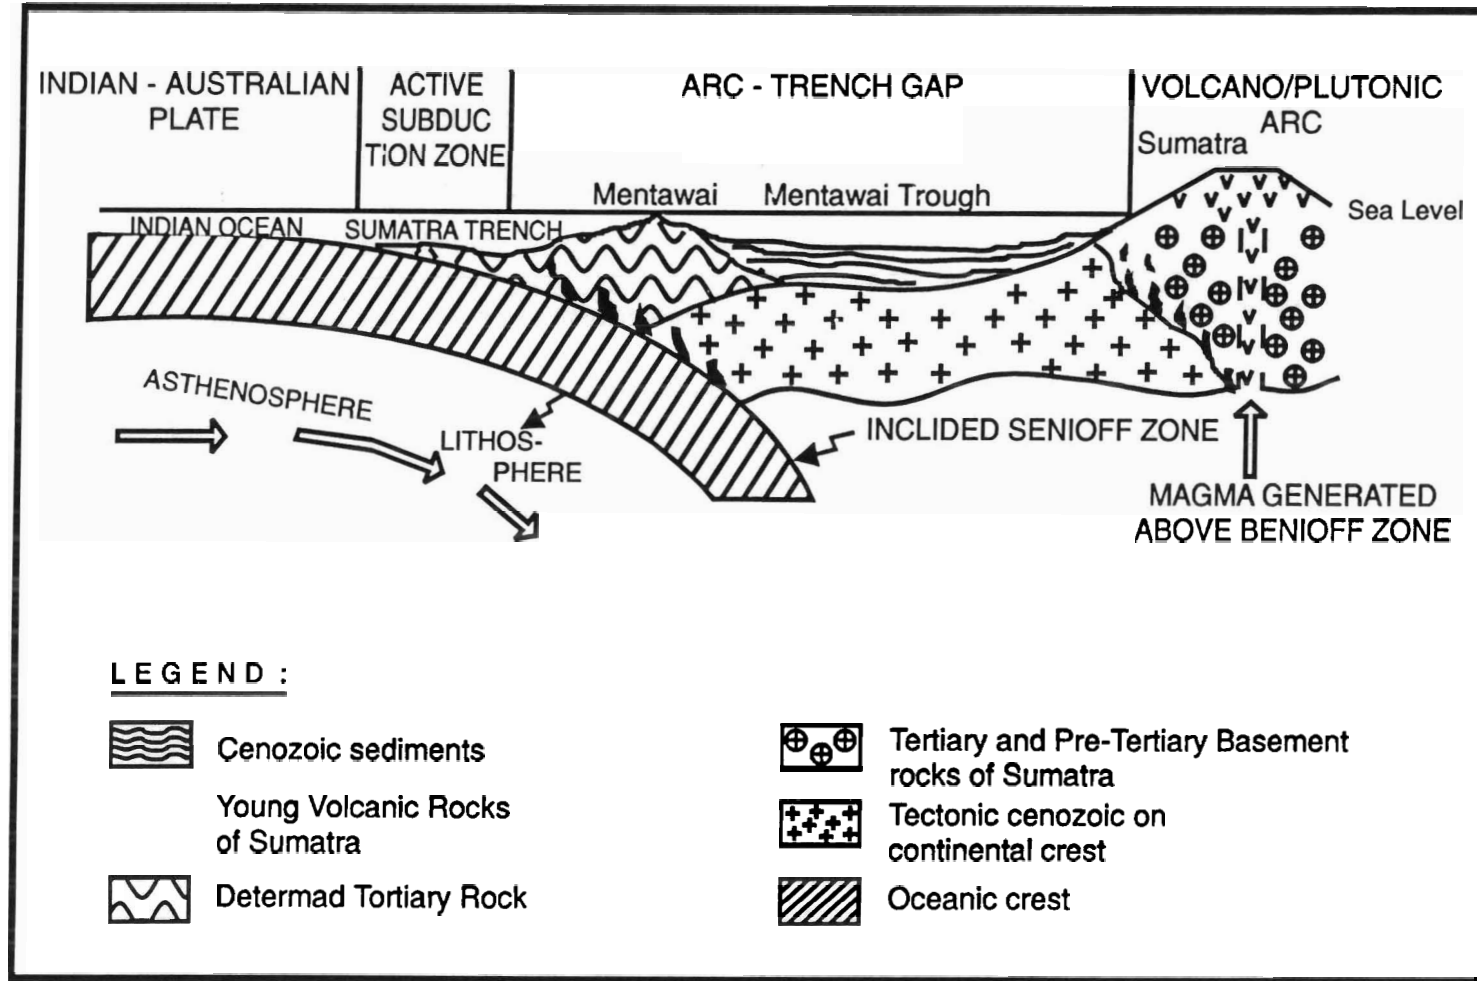 INDIAN - AUSTRALIAN
PLATE
ACTIVE
SUBDUC
TION ZONE
ARC - TRENCH GAP
VOLCANO/PLUTONIC
ARC
Sumatra
Mentawai
Mentawai Trough
Sea Level
INDIAN OCEAN
SUMATRA TRENCH
ASTHENOSPHERE
LITHOS-
PHERE
INCLIDED SENIOFF ZONE
MAGMA GENERATED
ABOVE BENIOFF ZONE
LEGEND :
Cenozoic sediments
Young Volcanic Rocks
of Sumatra
Determad Tortiary Rock
Tertiary and Pre-Tertiary Basement
rocks of Sumatra
Tectonic cenozoic on
continental crest
Oceanic crest